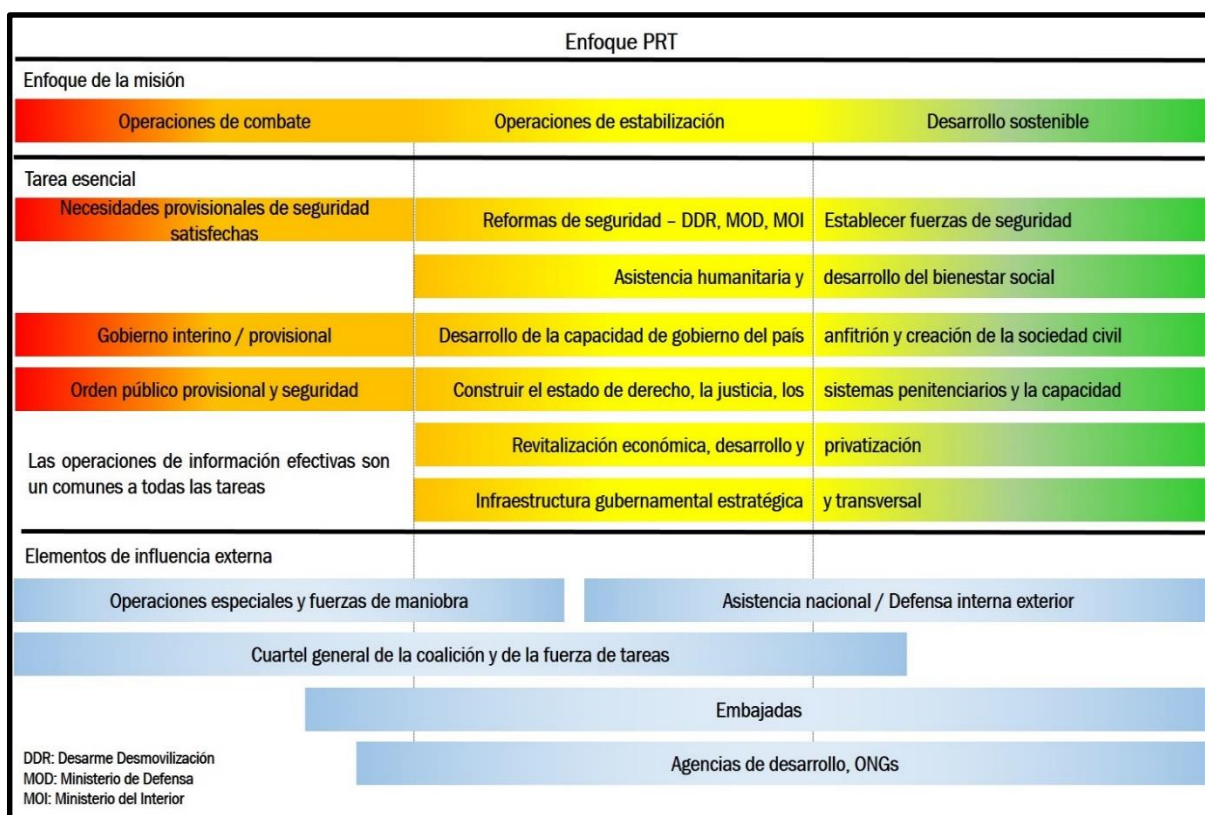 Enfoque PRT
Enfoque de la misión
Operaciones de combate
Operaciones de estabilización
Desarrollo sostenible
Tarea esencial
Necesidades provisionales de seguridad
satisfechas
Reformas de seguridad – DDR, MOD, MOI
Establecer fuerzas de seguridad
Asistencia humanitaria y
desarrollo del bienestar social
Gobierno interino / provisional
Desarrollo de la capacidad de gobierno del país
anfitrión y creación de la sociedad civil
Orden público provisional y seguridad
Construir el estado de derecho, la justicia, los
sistemas penitenciarios y la capacidad
Las operaciones de información efectivas son
un comunes a todas las tareas
Revitalización económica, desarrollo y
privatización
Infraestructura gubernamental estratégica
y transversal
Elementos de influencia externa
Operaciones especiales y fuerzas de maniobra
Asistencia nacional / Defensa interna exterior
Cuartel general de la coalición y de la fuerza de tareas
Embajadas
Agencias de desarrollo, ONGs
DDR: Desarme Desmovilización
MOD: Ministerio de Defensa
MOI: Ministerio del Interior